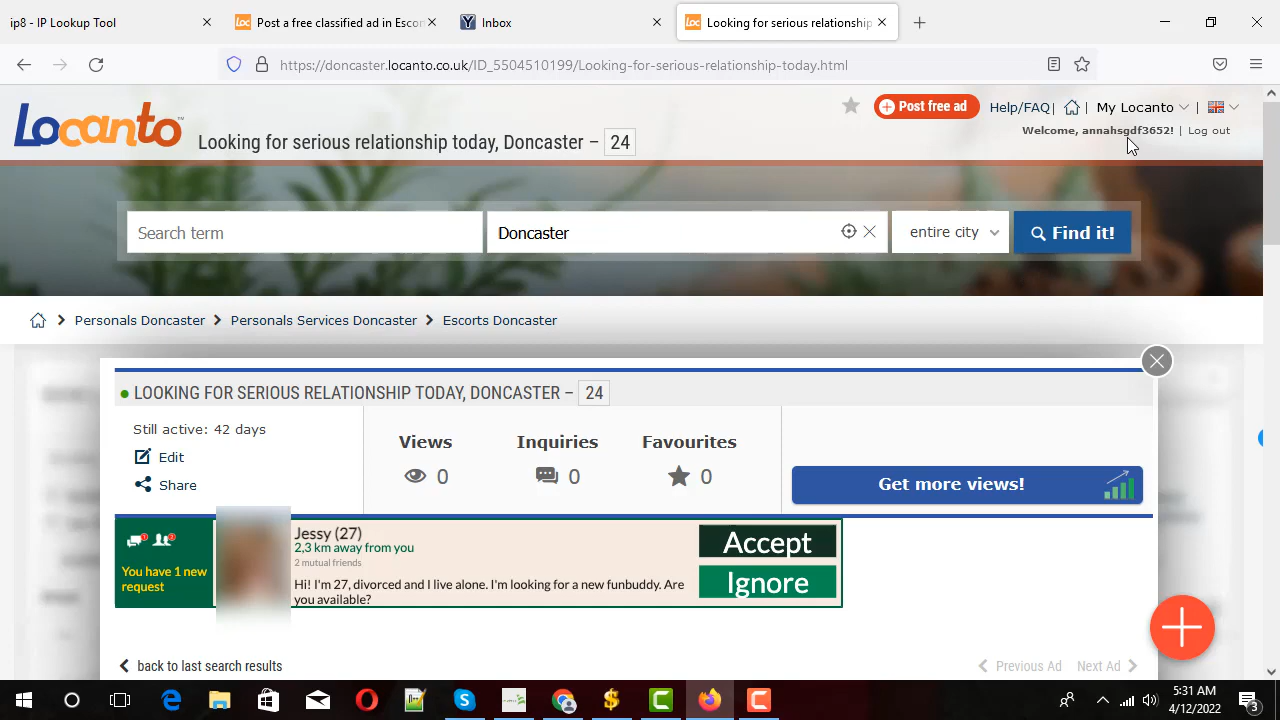 ip8 - IP Lookup Tool
Post a free classified ad in Escor
Inbox
Looking for serious relationship
https://doncaster.locanto.co.uk/ID_5504510199/Looking-for-serious-relationship-today.html
Locanto
Looking for serious relationship today, Doncaster – 24
Post free ad
Help/FAQ| | My Locanto |
Welcome, annahsgdf3652! | Log out
Search term
Doncaster
entire city
Find it!
Personals Doncaster
Personals Services Doncaster
Escorts Doncaster
LOOKING FOR SERIOUS RELATIONSHIP TODAY, DONCASTER – 24
Still active: 42 days
Edit
Share
Views
0
Inquiries
0
Favourites
0
Get more views!
You have 1 new
request
Jessy (27)
2,3 km away from you
2 mutual friends
Hi! I'm 27, divorced and I live alone. I'm looking for a new funbuddy. Are
you available?
Accept
Ignore
back to last search results
Previous Ad
Next Ad
5:31 AM
4/12/2022
3